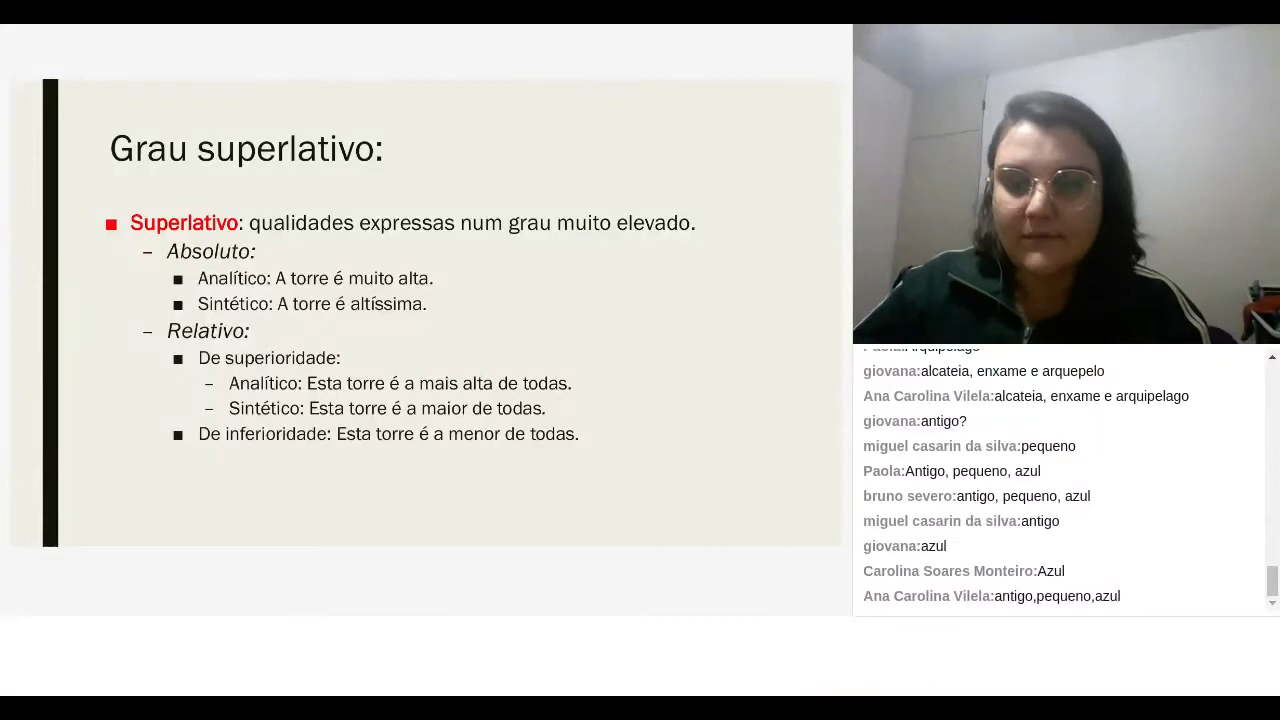 Grau superlativo:
■ Superlativo: qualidades expressas num grau muito elevado.
– Absoluto:
■ Analítico: A torre é muito alta.
■ Sintético: A torre é altíssima.
– Relativo:
■ De superioridade:
– Analítico: Esta torre é a mais alta de todas.
– Sintético: Esta torre é a maior de todas.
■ De inferioridade: Esta torre é a menor de todas.
giovana:alcateia, enxame e arquepelo
Ana Carolina Vilela:alcateia, enxame e arquipelago
giovana:antigo?
miguel casarin da silva:pequeno
Paola:Antigo, pequeno, azul
bruno severo:antigo, pequeno, azul
miguel casarin da silva:antigo
giovana:azul
Carolina Soares Monteiro:Azul
Ana Carolina Vilela:antigo,pequeno,azul